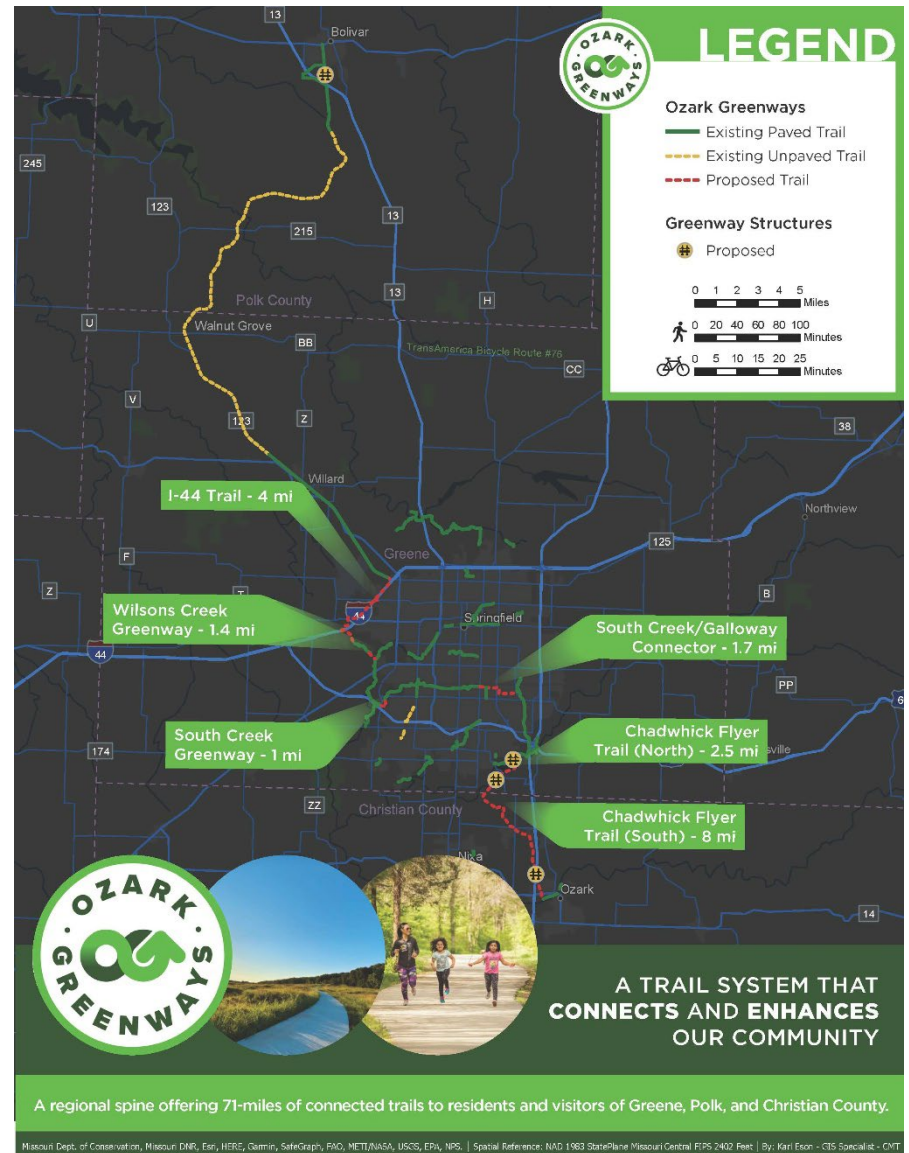 LEGEND
OZARK
GREENWAYS
Ozark Greenways
Existing Paved Trail
Existing Unpaved Trail
Proposed Trail
Greenway Structures
# Proposed
0 1 2 3 4 5
Miles
0 20 40 60 80 100
Minutes
0 5 10 15 20 25
Minutes
13
Bolivar
#
245
123
13
215
Polk County
13
H
U
Walnut Grove
BB
TransAmerica Bicycle Route #76
CC
V
123
Z
38
Willard
I-44 Trail - 4 mi
Northview
Greene
125
F
Z
T
B
44
Wilsons Creek
Greenway - 1.4 mi
Springfield
South Creek/Galloway
Connector - 1.7 mi
44
PP
South Creek
Greenway - 1 mi
Chadwhick Flyer
Trail (North) - 2.5 mi
sville
174
#
#
ZZ
Christian County
Chadwhick Flyer
Trail (South) - 8 mi
Nixa
#
Ozark
14
OZARK
GREENWAYS
A TRAIL SYSTEM THAT
CONNECTS AND ENHANCES
OUR COMMUNITY
A regional spine offering 71-miles of connected trails to residents and visitors of Greene, Polk, and Christian County.
Missouri Dept. of Conservation, Missouri DNR, Esri, HERE, Garmin, SafeGraph, FAO, METI/NASA, USGS, EPA, NPS. | Spatial Reference: NAD 1983 StatePlane Missouri Central FIPS 2402 Feet | By: Karl Eson - GIS Specialist - CMT